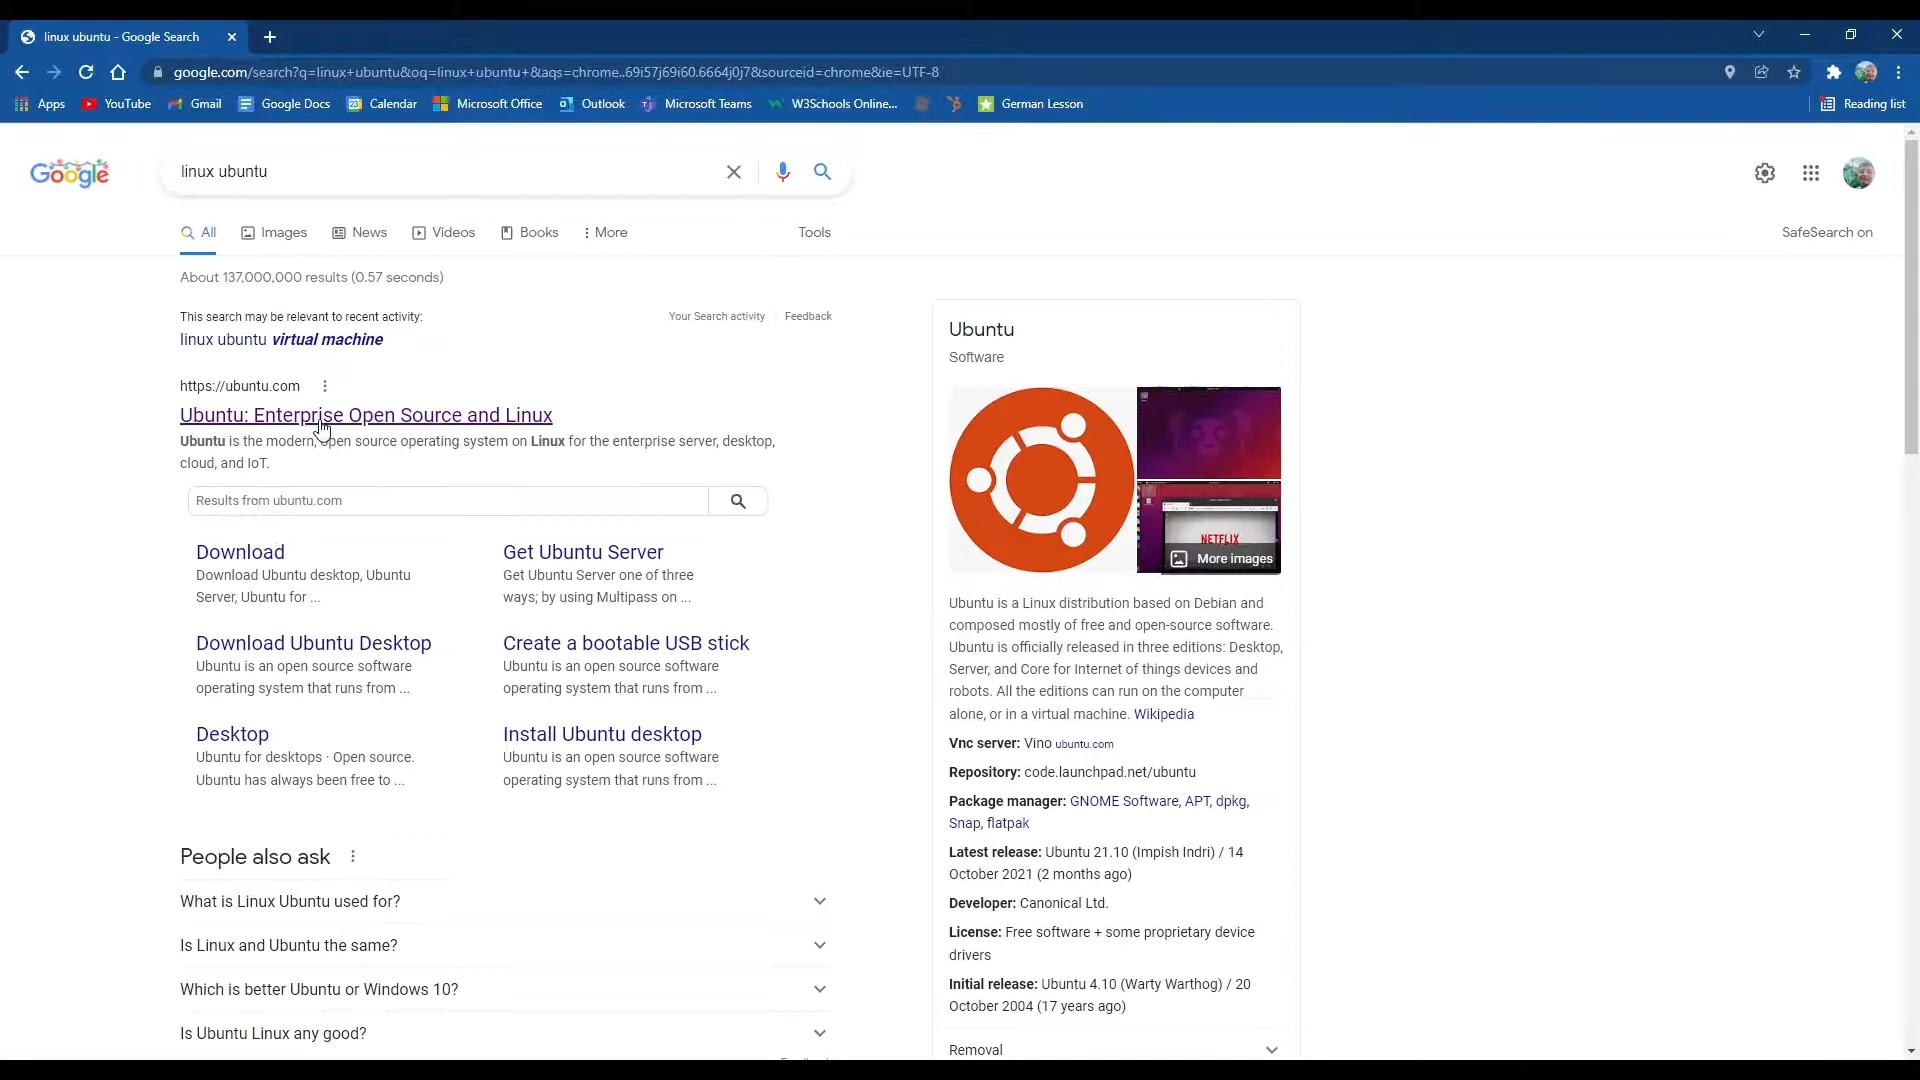 linux ubuntu - Google Search
google.com/search?q=linux+ubuntu&oq=linux+ubuntu+&aqs=chrome..69i57j69i60.6664j0j7&sourceid=chrome&ie=UTF-8
Apps YouTube Gmail Google Docs Calendar Microsoft Office Outlook Microsoft Teams W3Schools Online... German Lesson Reading list
Google
linux ubuntu
All Images News Videos Books More Tools SafeSearch on
About 137,000,000 results (0.57 seconds)
This search may be relevant to recent activity: Your Search activity Feedback
linux ubuntu virtual machine
https://ubuntu.com
Ubuntu: Enterprise Open Source and Linux
Ubuntu is the modern, open source operating system on Linux for the enterprise server, desktop,
cloud, and IoT.
Results from ubuntu.com
Download
Download Ubuntu desktop, Ubuntu
Server, Ubuntu for ...
Get Ubuntu Server
Get Ubuntu Server one of three
ways; by using Multipass on ...
Download Ubuntu Desktop
Ubuntu is an open source software
operating system that runs from ...
Create a bootable USB stick
Ubuntu is an open source software
operating system that runs from ...
Desktop
Ubuntu for desktops · Open source.
Ubuntu has always been free to ...
Install Ubuntu desktop
Ubuntu is an open source software
operating system that runs from ...
People also ask
What is Linux Ubuntu used for?
Is Linux and Ubuntu the same?
Which is better Ubuntu or Windows 10?
Is Ubuntu Linux any good?
Ubuntu
Software
NETFLIX
More images
Ubuntu is a Linux distribution based on Debian and
composed mostly of free and open-source software.
Ubuntu is officially released in three editions: Desktop,
Server, and Core for Internet of things devices and
robots. All the editions can run on the computer
alone, or in a virtual machine. Wikipedia
Vnc server: Vino ubuntu.com
Repository: code.launchpad.net/ubuntu
Package manager: GNOME Software, APT, dpkg,
Snap, flatpak
Latest release: Ubuntu 21.10 (Impish Indri) / 14
October 2021 (2 months ago)
Developer: Canonical Ltd.
License: Free software + some proprietary device
drivers
Initial release: Ubuntu 4.10 (Warty Warthog) / 20
October 2004 (17 years ago)
Removal